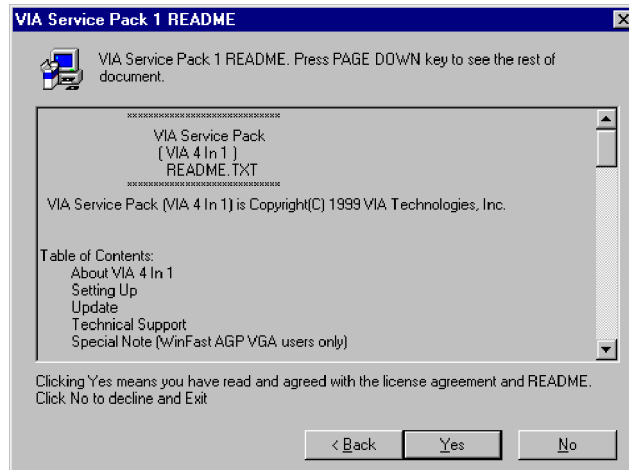 VIA Service Pack 1 README
VIA Service Pack 1 README. Press PAGE DOWN key to see the rest of
document.
******************************
VIA Service Pack
( VIA 4 In 1 )
README.TXT
******************************
VIA Service Pack (VIA 4 In 1) is Copyright(C) 1999 VIA Technologies, Inc.
Table of Contents:
About VIA 4 In 1
Setting Up
Update
Technical Support
Special Note (WinFast AGP VGA users only)
Clicking Yes means you have read and agreed with the license agreement and README.
Click No to decline and Exit
< Back
Yes
No